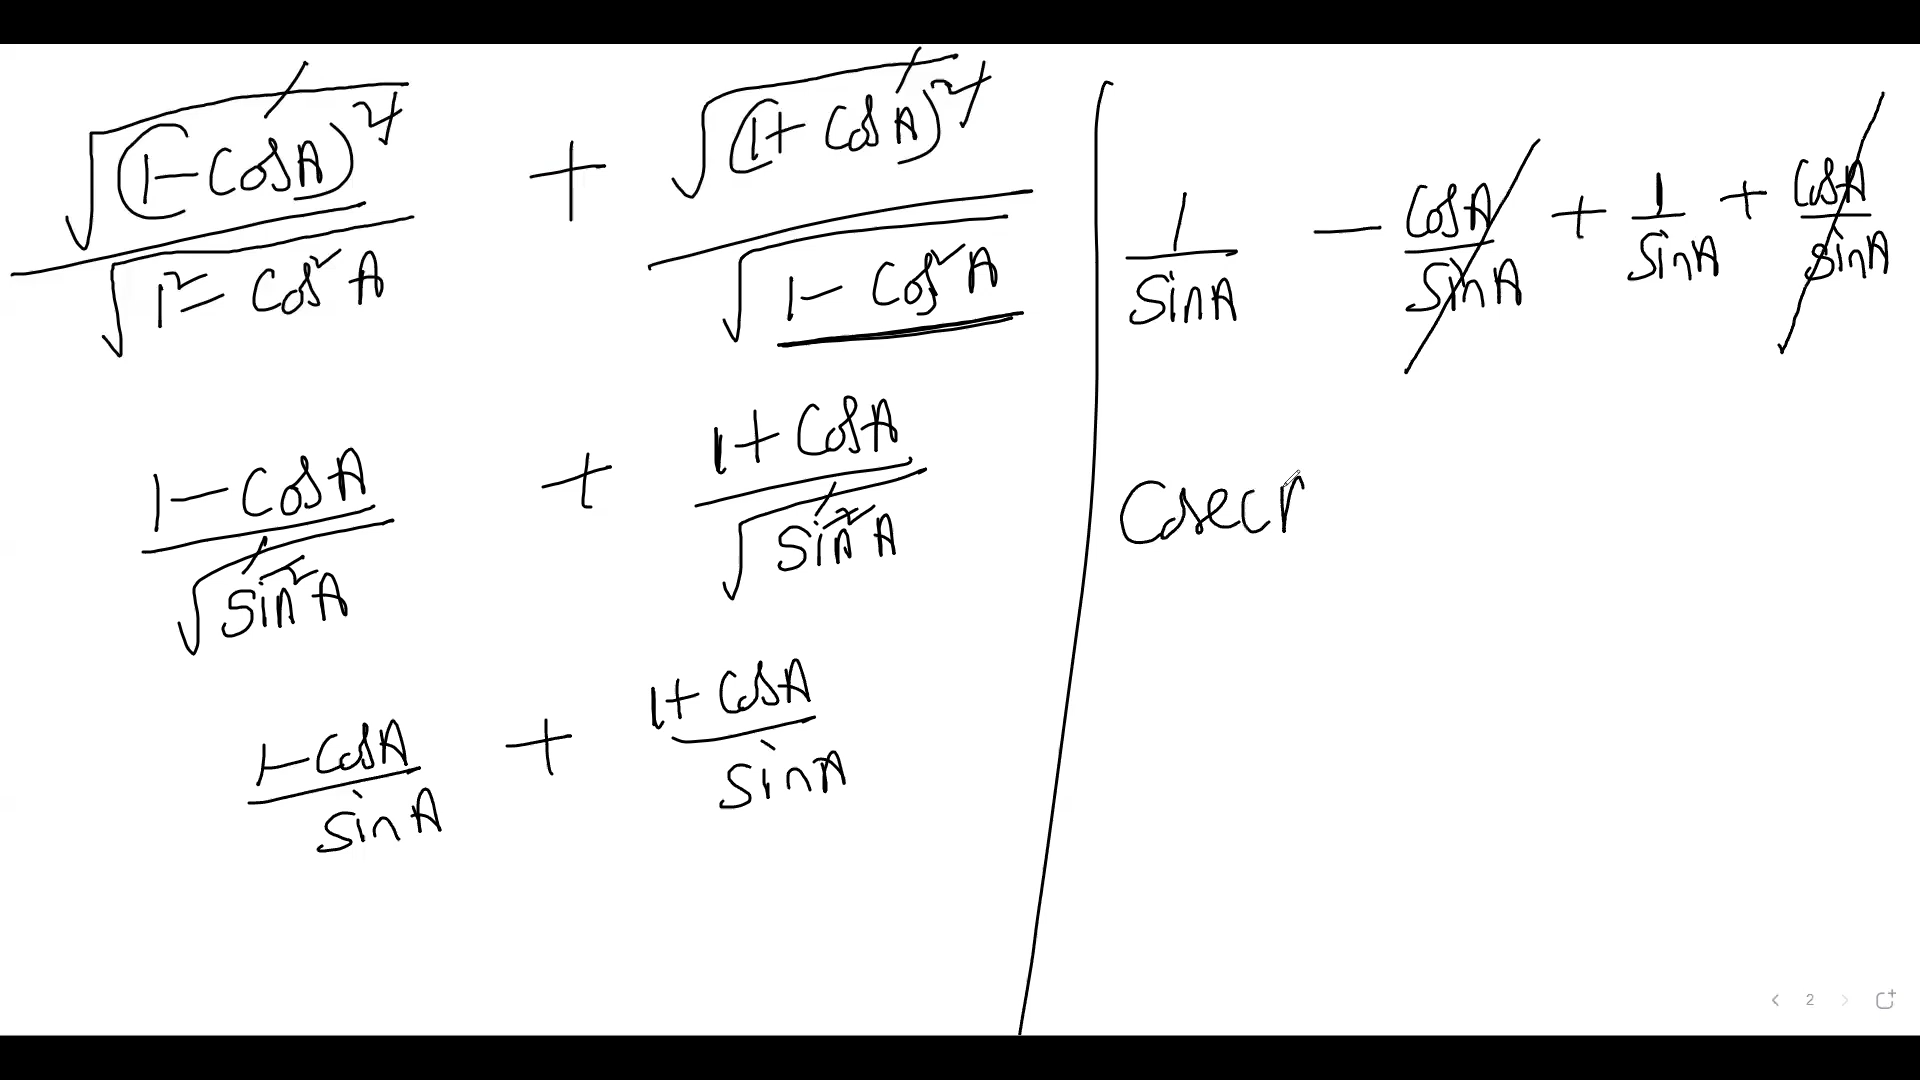 √(1-CosA)² / √1² - Cos²A + √(1+ CosA)² / √1 - Cos²A
1-CosA / √Sin²A + 1+ CosA / √Sin²A
1-CosA / sinA + 1+ CosA / sinA
1/SinA - CosA/SinA + 1/SinA + CosA/SinA
Cosec
2